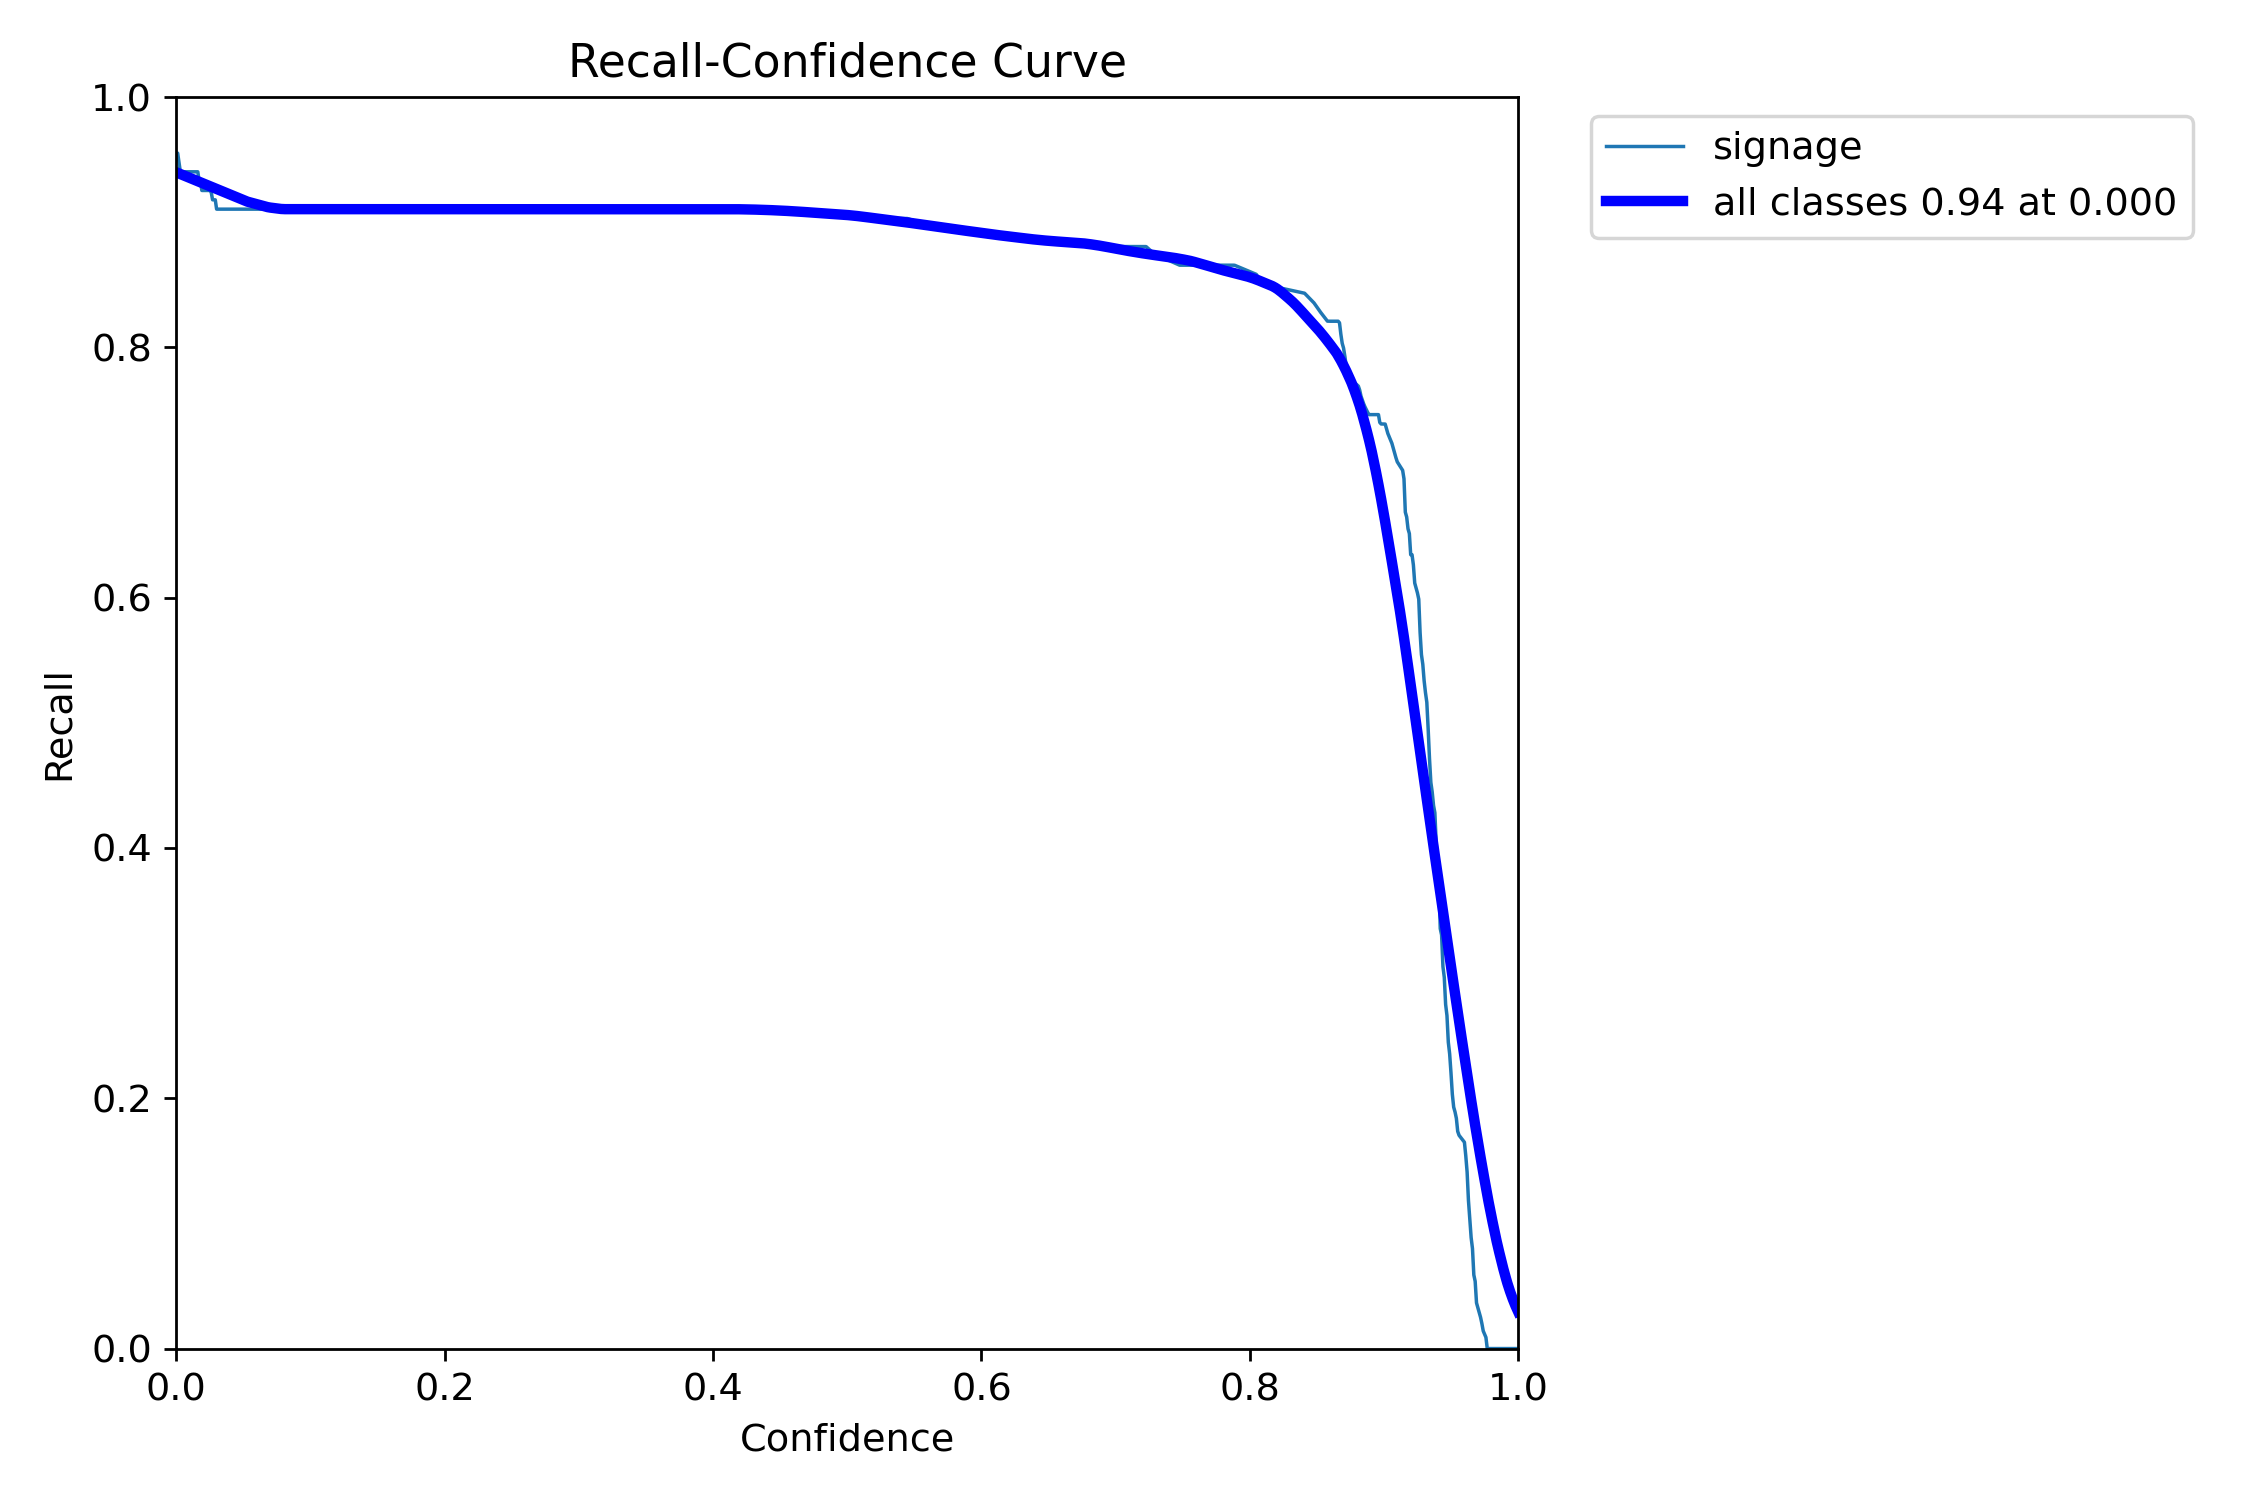 Recall-Confidence Curve
1.0
0.8
0.6
0.4
0.2
0.0
Recall
0.0 0.2 0.4 0.6 0.8 1.0
Confidence
signage
all classes 0.94 at 0.000